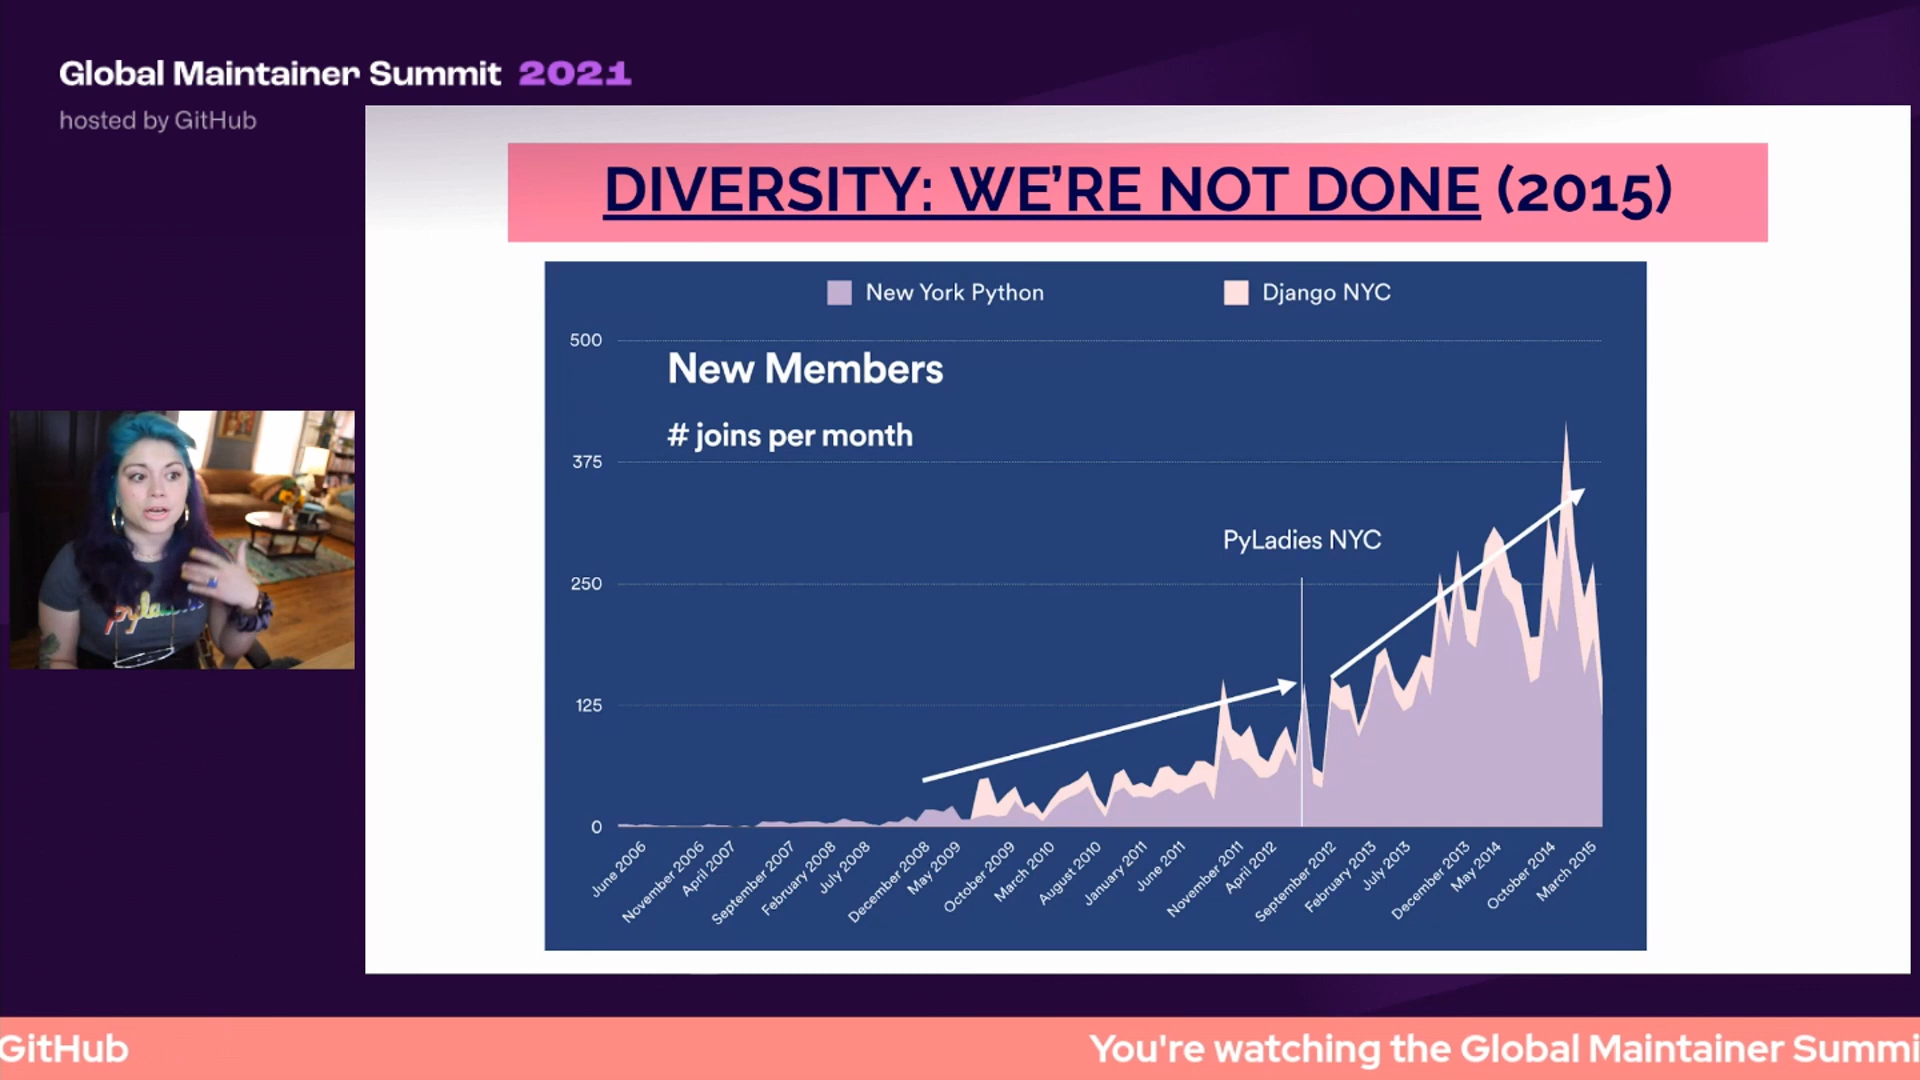 Global Maintainer Summit 2021
hosted by GitHub
DIVERSITY: WE'RE NOT DONE (2015)
New York Python
Django NYC
500
New Members
# joins per month
375
PyLadies NYC
250
125
0
June 2006
November 2006
April 2007
September 2007
February 2008
July 2008
December 2008
May 2009
October 2009
March 2010
August 2010
January 2011
June 2011
November 2011
April 2012
September 2012
February 2013
July 2013
December 2013
May 2014
October 2014
March 2015
GitHub
You're watching the Global Maintainer Summi